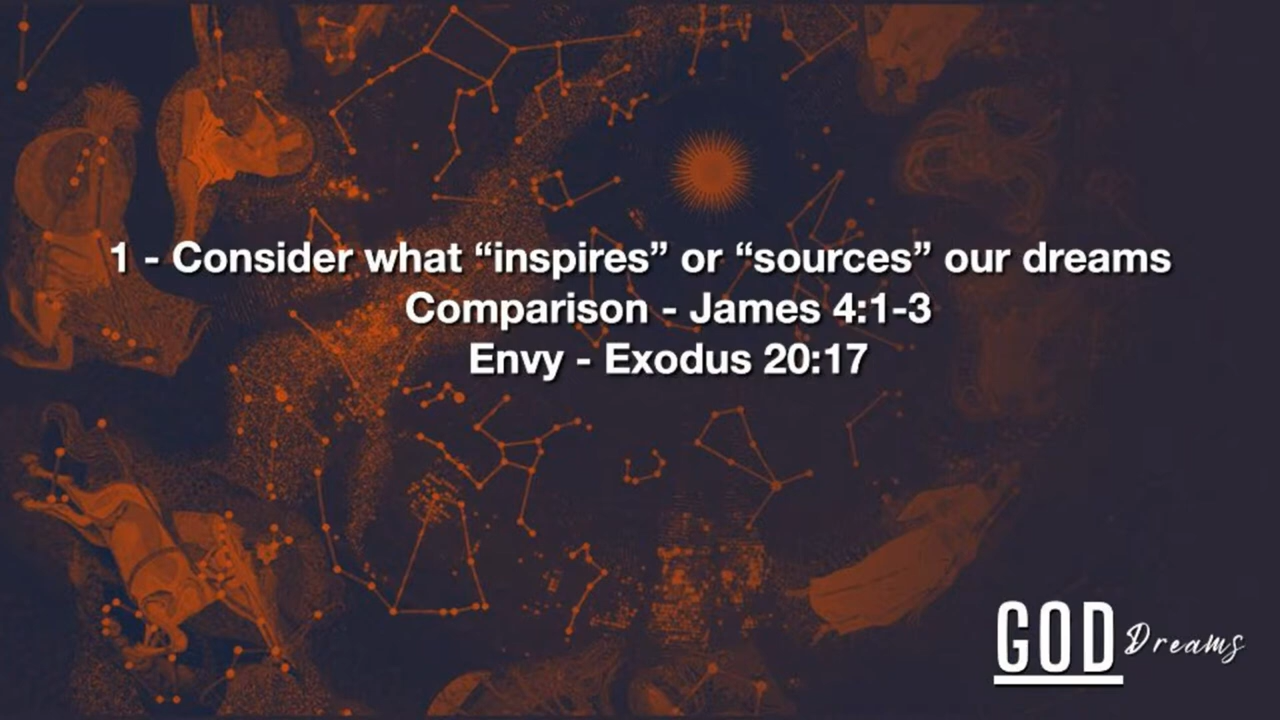 1 - Consider what “inspires” or “sources” our dreams
Comparison - James 4:1-3
Envy - Exodus 20:17
GOD Dreams